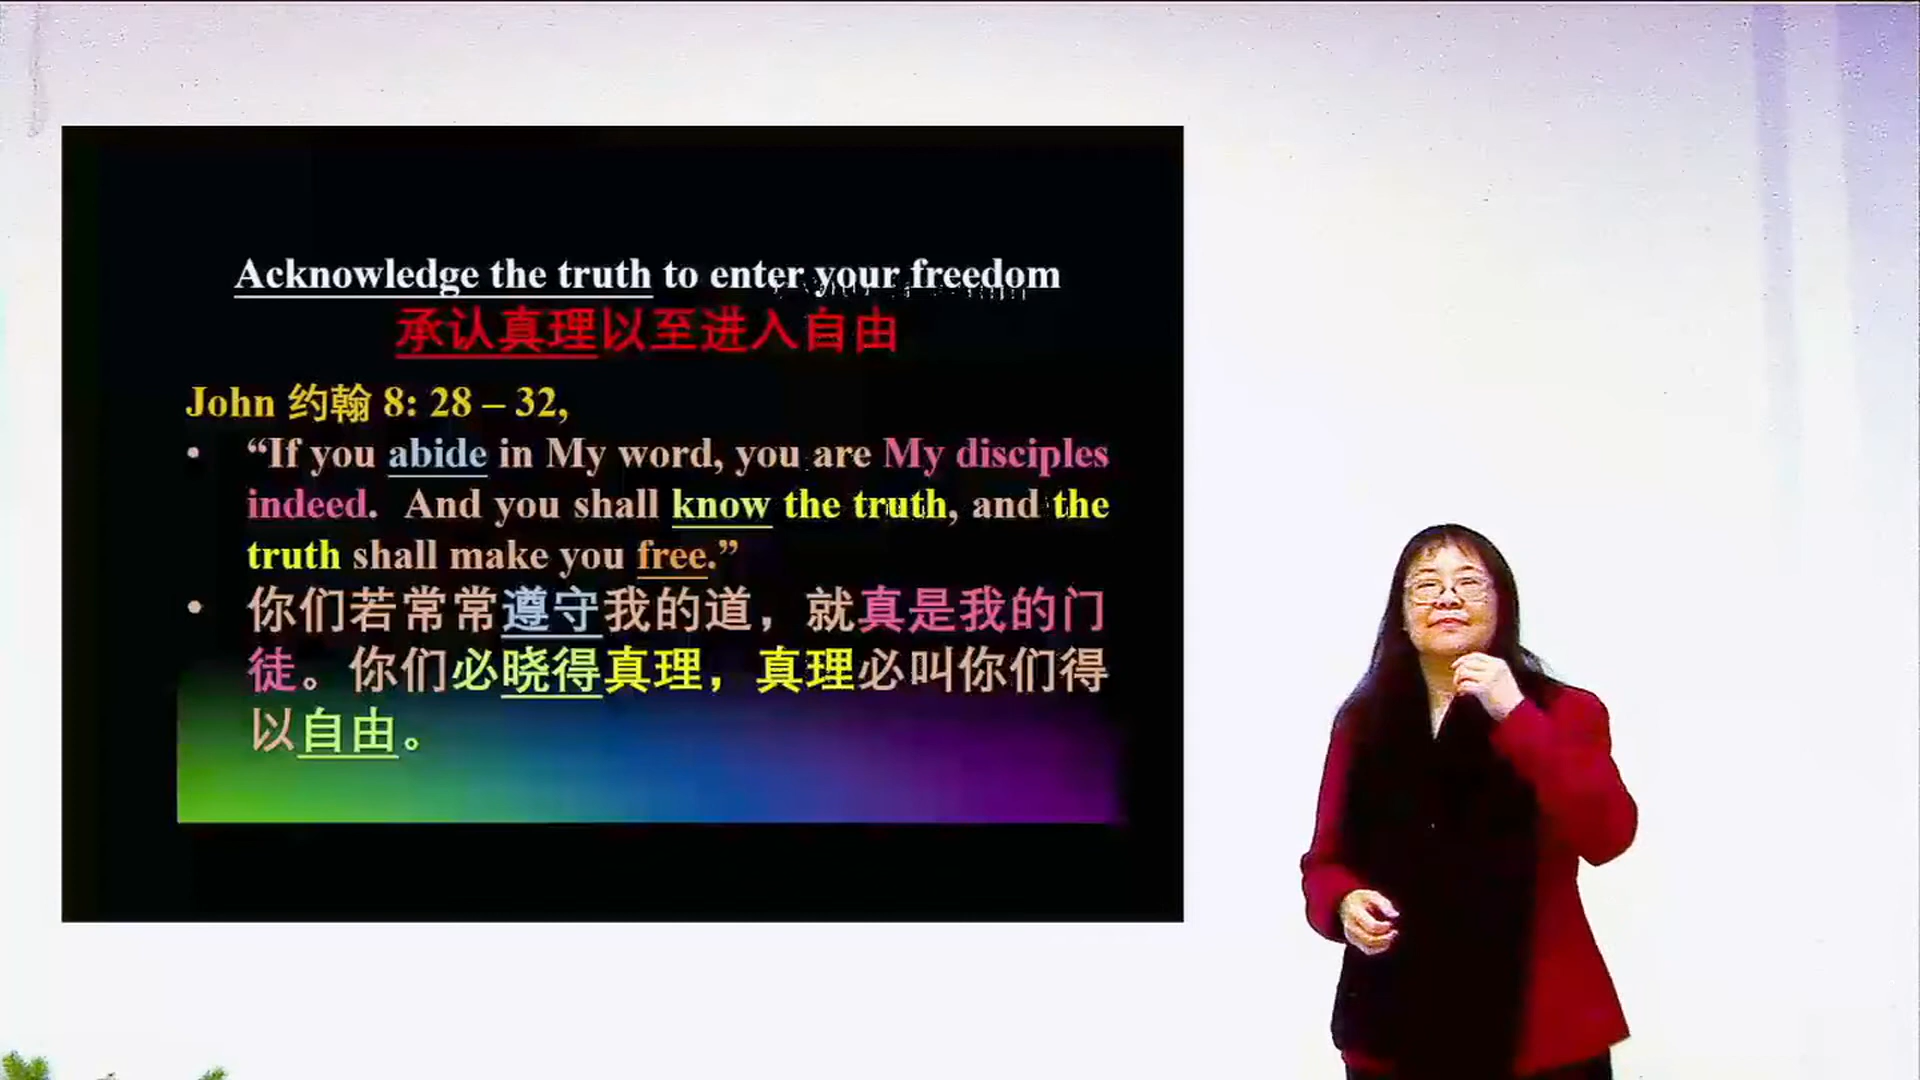 Acknowledge the truth to enter your freedom
承认真理以至进入自由
John 约翰 8: 28 – 32,
• “If you abide in My word, you are My disciples
indeed. And you shall know the truth, and the
truth shall make you free.”
• 你们若常常遵守我的道，就真是我的门
徒。你们必晓得真理，真理必叫你们得
以自由。